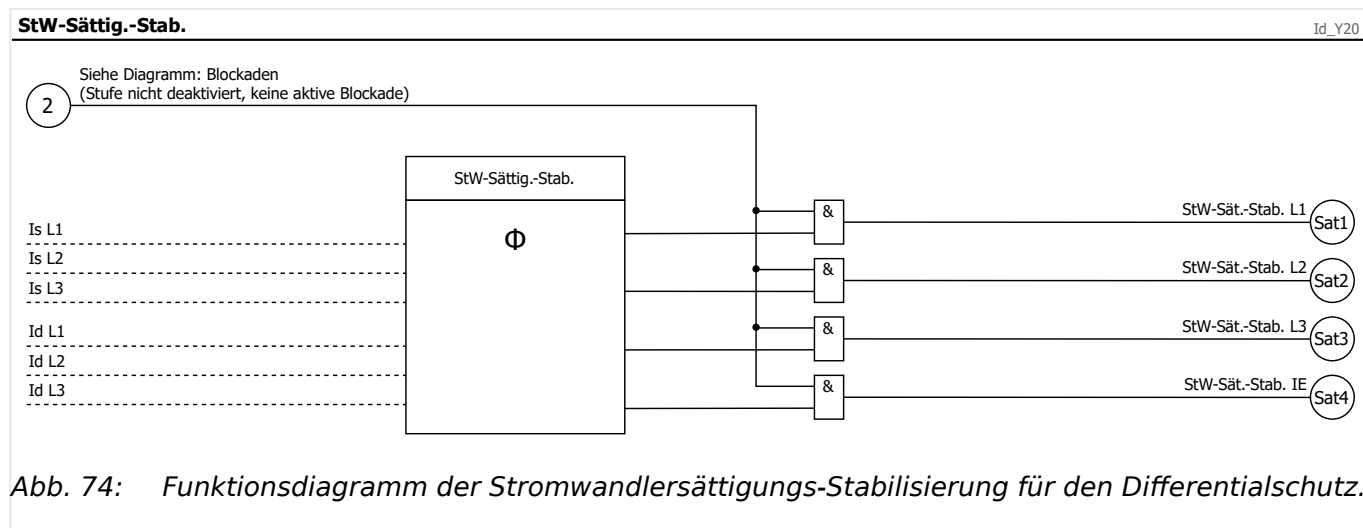 StW-Sättig.-Stab.
Id_Y20
Siehe Diagramm: Blockaden
(Stufe nicht deaktiviert, keine aktive Blockade)
2
StW-Sättig.-Stab.
Φ
Is L1
Is L2
Is L3
Id L1
Id L2
Id L3
&
StW-Sät.-Stab. L1
Sat1
&
StW-Sät.-Stab. L2
Sat2
&
StW-Sät.-Stab. L3
Sat3
&
StW-Sät.-Stab. IE
Sat4
Abb. 74: Funktionsdiagramm der Stromwandlersättigungs-Stabilisierung für den Differentialschutz.